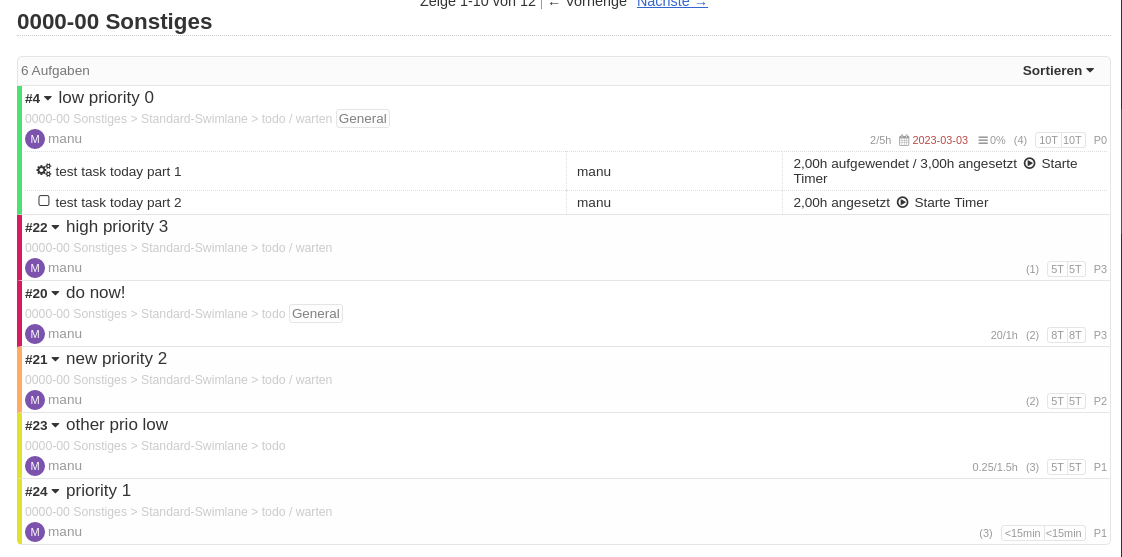 Zeige 1-10 von 12 | ← Vorherige Nächste →
0000-00 Sonstiges
6 Aufgaben Sortieren
#4 low priority 0
0000-00 Sonstiges > Standard-Swimlane > todo / warten General
M manu 2/5h 2023-03-03 0% (4) 10T 10T P0
test task today part 1 manu 2,00h aufgewendet / 3,00h angesetzt Starte
Timer
test task today part 2 manu 2,00h angesetzt Starte Timer
#22 high priority 3
0000-00 Sonstiges > Standard-Swimlane > todo / warten
M manu (1) 5T 5T P3
#20 do now!
0000-00 Sonstiges > Standard-Swimlane > todo General
M manu 20/1h (2) 8T 8T P3
#21 new priority 2
0000-00 Sonstiges > Standard-Swimlane > todo / warten
M manu (2) 5T 5T P2
#23 other prio low
0000-00 Sonstiges > Standard-Swimlane > todo
M manu 0.25/1.5h (3) 5T 5T P1
#24 priority 1
0000-00 Sonstiges > Standard-Swimlane > todo / warten
M manu (3) <15min <15min P1